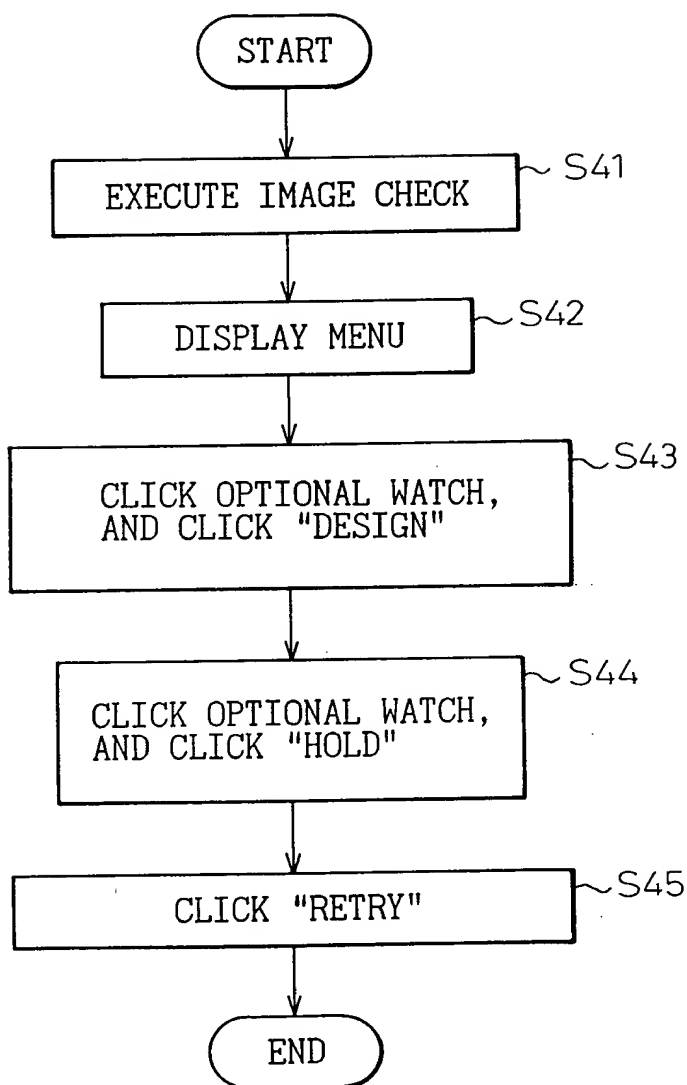 START
S41
EXECUTE IMAGE CHECK
S42
DISPLAY MENU
S43
CLICK OPTIONAL WATCH,
AND CLICK "DESIGN"
S44
CLICK OPTIONAL WATCH,
AND CLICK "HOLD"
S45
CLICK "RETRY"
END